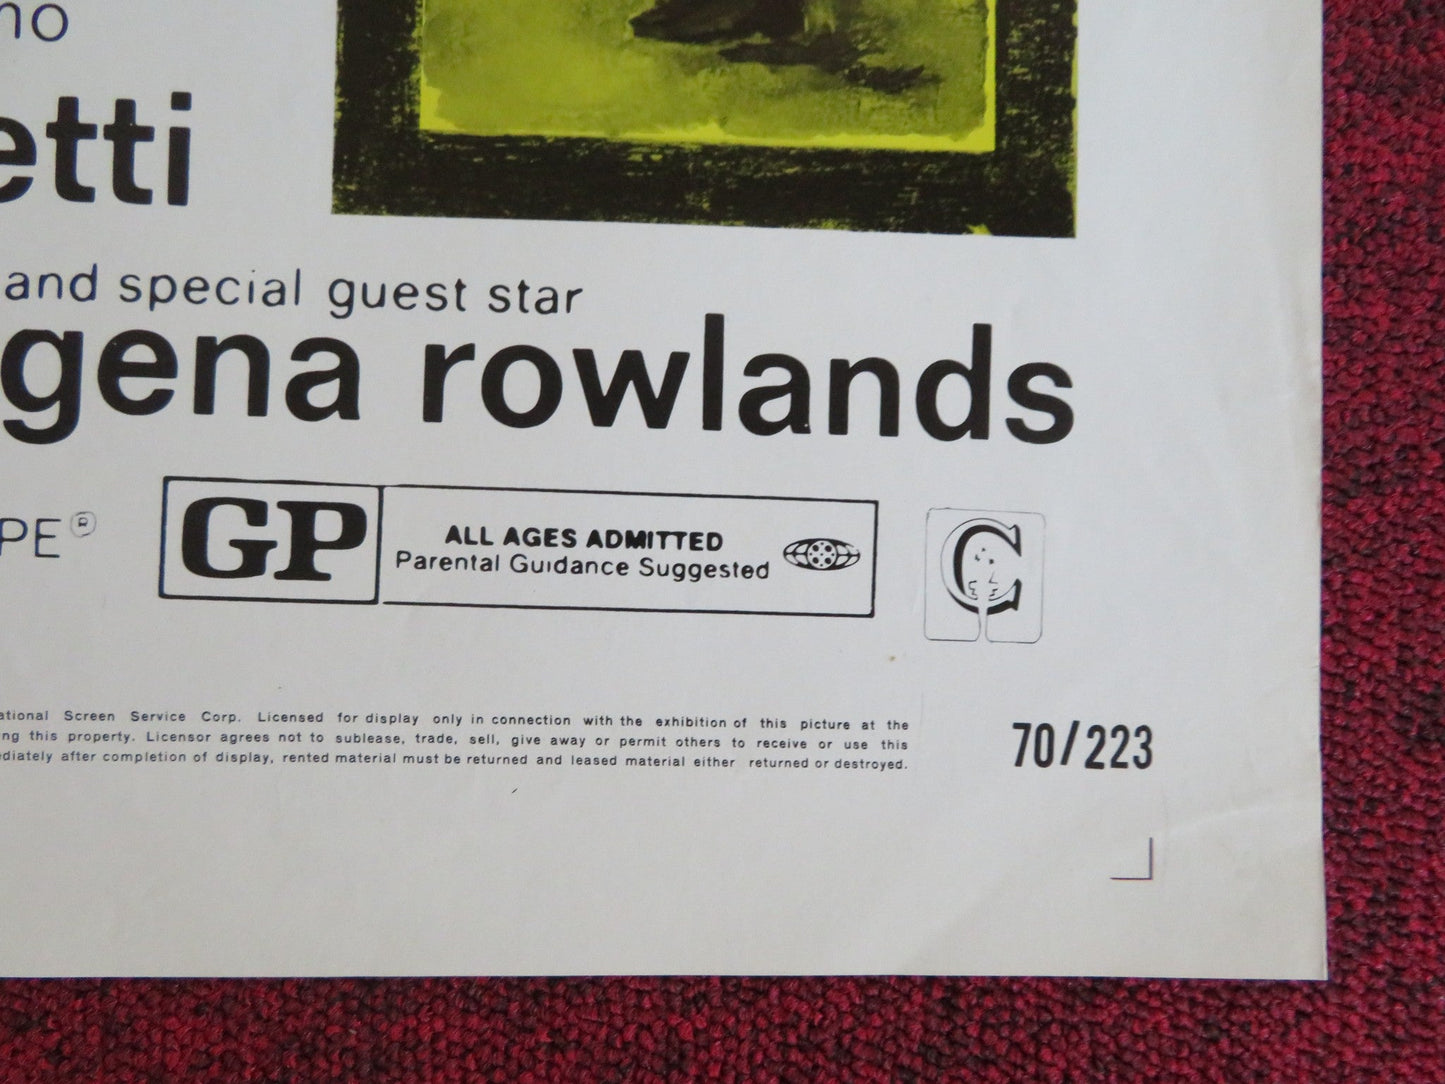 no
etti
and special guest star
gena rowlands
PE®
GP
ALL AGES ADMITTED
Parental Guidance Suggested
C
ational Screen Service Corp. Licensed for display only in connection with the exhibition of this picture at the
ng this property. Licensor agrees not to sublease, trade, sell, give away or permit others to receive or use this
ediately after completion of display, rented material must be returned and leased material either returned or destroyed.
70/223